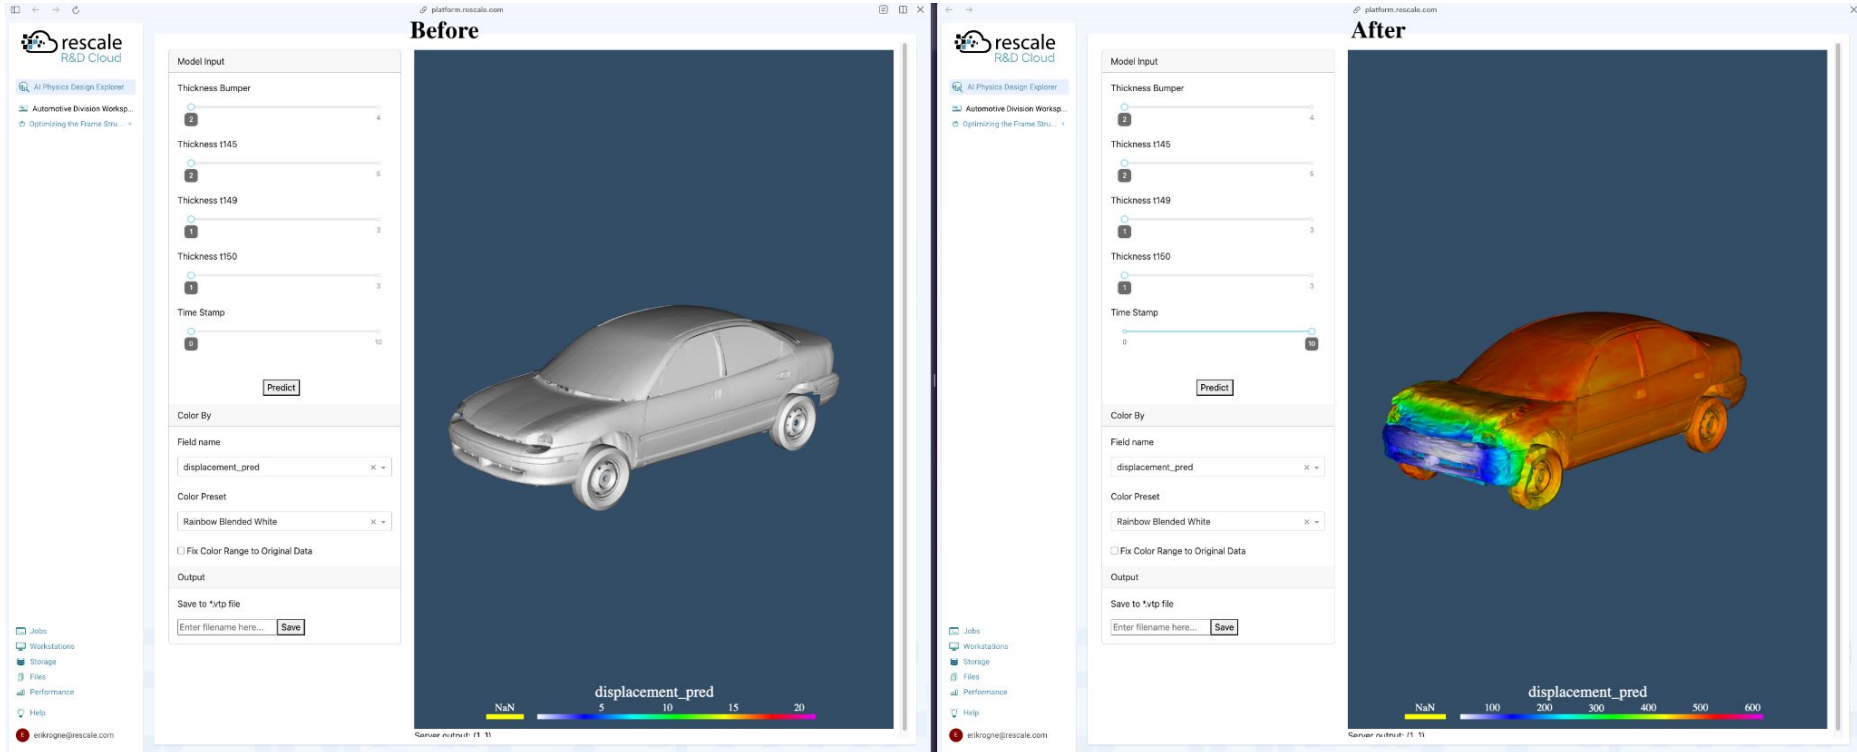 platform.rescale.com
Before
rescale
R&D Cloud
AI Physics Design Explorer
Automotive Division Worksp...
Optimizing the Frame Stru...
Model Input
Thickness Bumper
2 4
Thickness t145
2 5
Thickness t149
1 3
Thickness t150
1 3
Time Stamp
0 10
Predict
Color By
Field name
displacement_pred
Color Preset
Rainbow Blended White
Fix Color Range to Original Data
Output
Save to *.vtp file
Enter filename here... Save
Jobs
Workstations
Storage
Files
Performance
Help
E erikrogne@rescale.com
displacement_pred
NaN 5 10 15 20
Server output: (1, 1)
platform.rescale.com
After
rescale
R&D Cloud
AI Physics Design Explorer
Automotive Division Worksp...
Optimizing the Frame Stru...
Model Input
Thickness Bumper
2 4
Thickness t145
2 5
Thickness t149
1 3
Thickness t150
1 3
Time Stamp
0 10
Predict
Color By
Field name
displacement_pred
Color Preset
Rainbow Blended White
Fix Color Range to Original Data
Output
Save to *.vtp file
Enter filename here... Save
Jobs
Workstations
Storage
Files
Performance
Help
E erikrogne@rescale.com
displacement_pred
NaN 100 200 300 400 500 600
Server output: (1, 1)